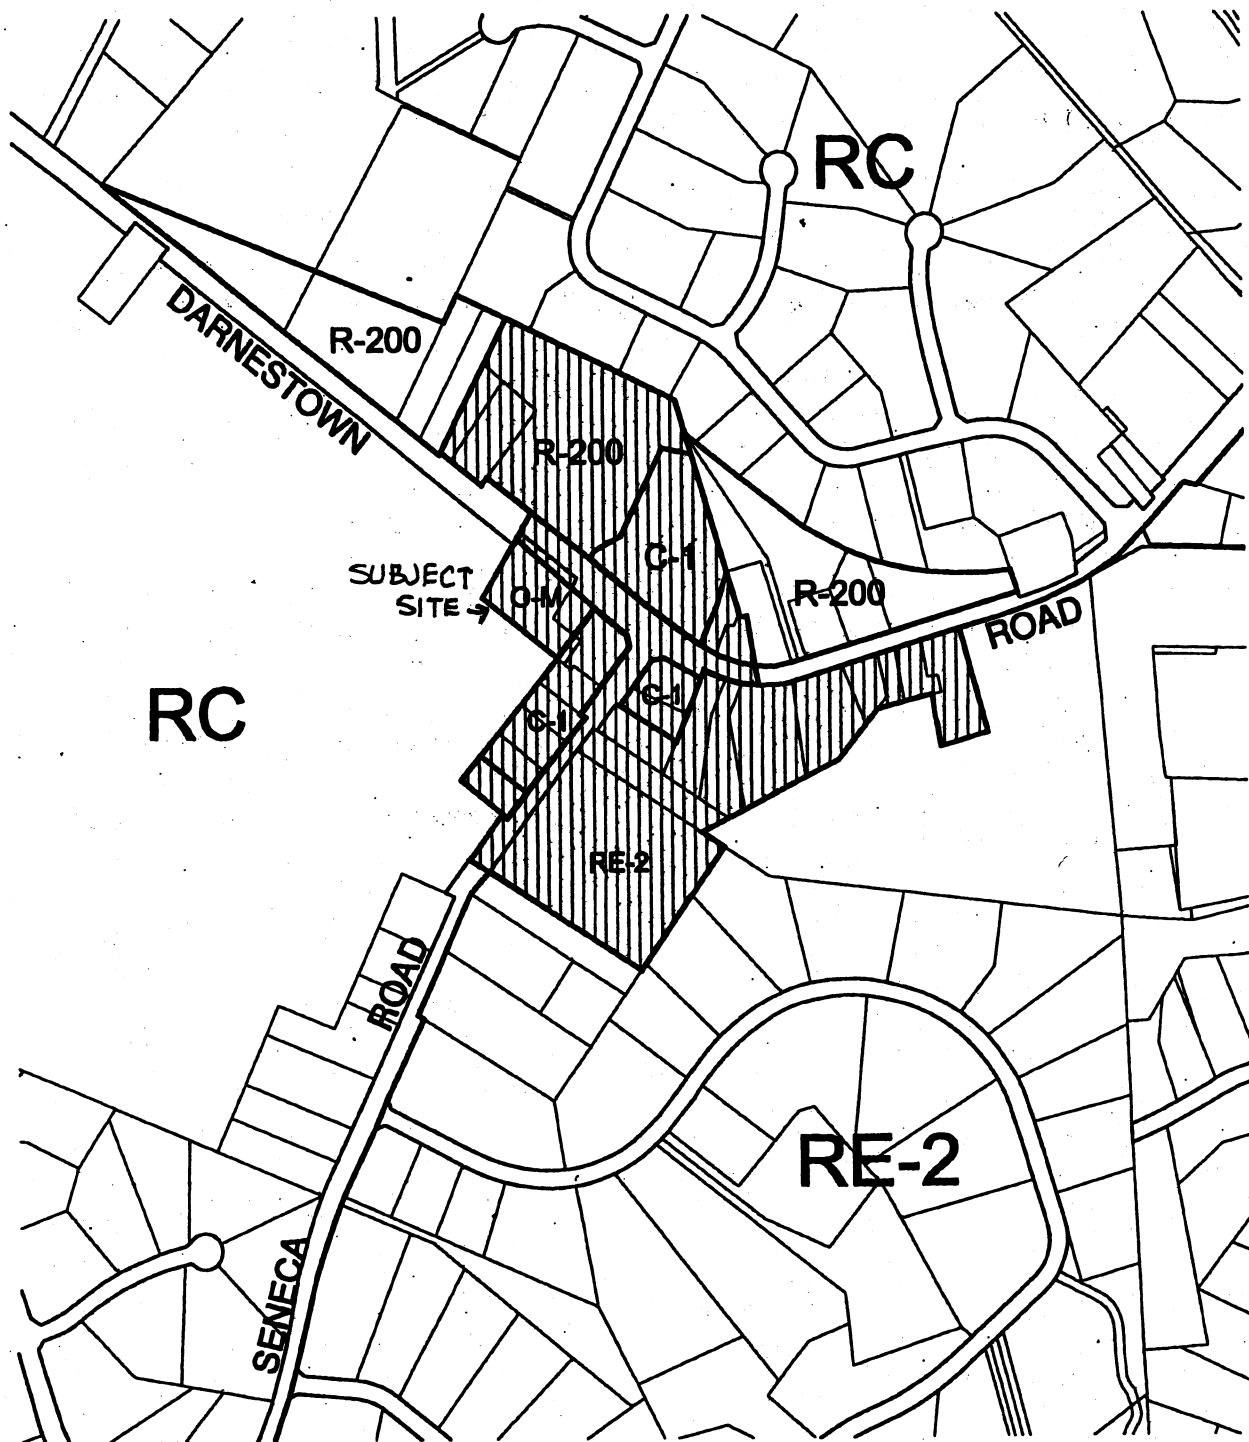 RC
DARNESTOWN
R-200
R-200
C-1
SUBJECT
SITE
O-M
R-200
ROAD
C-1
RC
C-1
RE-2
ROAD
RE-2
SENECA